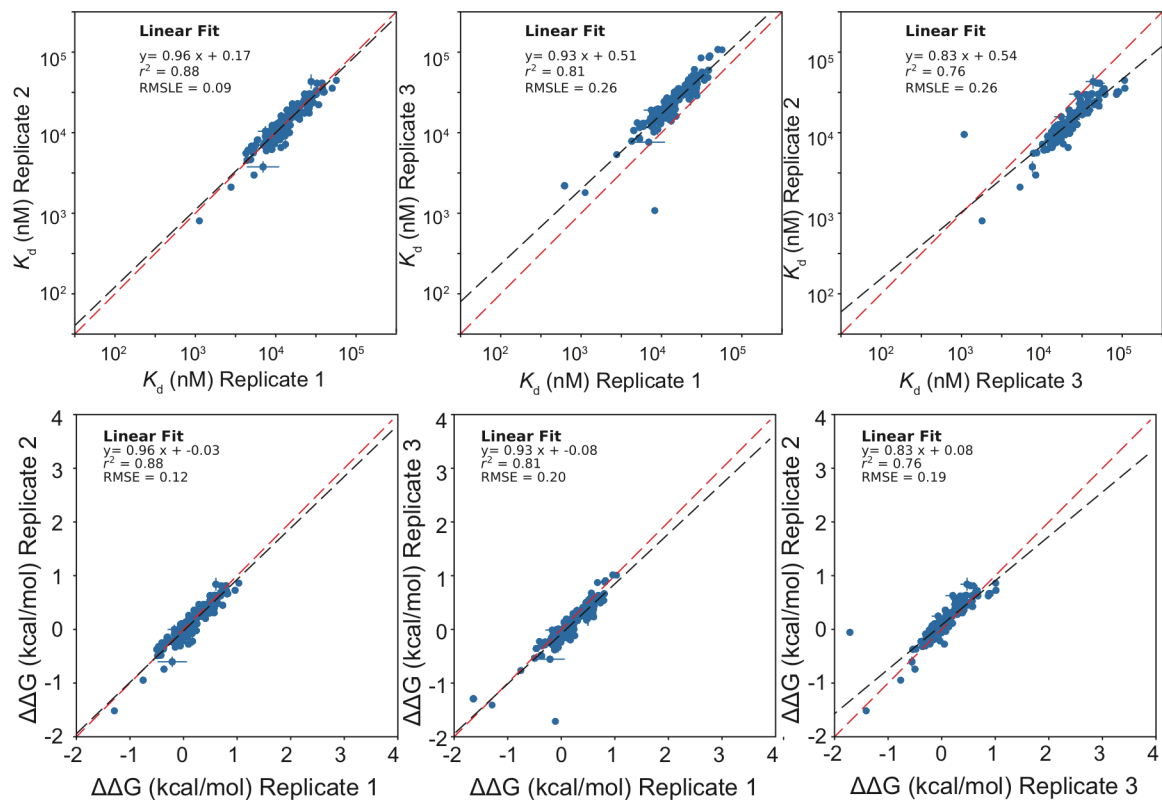 Linear Fit
y= 0.96 x + 0.17
r² = 0.88
RMSLE = 0.09
10⁵
10⁴
10³
10²
K_d (nM) Replicate 2
10² 10³ 10⁴ 10⁵
K_d (nM) Replicate 1
Linear Fit
y= 0.93 x + 0.51
r² = 0.81
RMSLE = 0.26
10⁵
10⁴
10³
10²
K_d (nM) Replicate 3
10² 10³ 10⁴ 10⁵
K_d (nM) Replicate 1
Linear Fit
y= 0.83 x + 0.54
r² = 0.76
RMSLE = 0.26
10⁵
10⁴
10³
10²
K_d (nM) Replicate 2
10² 10³ 10⁴ 10⁵
K_d (nM) Replicate 3
Linear Fit
y= 0.96 x + -0.03
r² = 0.88
RMSE = 0.12
4
3
2
1
0
-1
-2
ΔΔG (kcal/mol) Replicate 2
-2 -1 0 1 2 3 4
ΔΔG (kcal/mol) Replicate 1
Linear Fit
y= 0.93 x + -0.08
r² = 0.81
RMSE = 0.20
4
3
2
1
0
-1
-2
ΔΔG (kcal/mol) Replicate 3
-2 -1 0 1 2 3 4
ΔΔG (kcal/mol) Replicate 1
Linear Fit
y= 0.83 x + 0.08
r² = 0.76
RMSE = 0.19
4
3
2
1
0
-1
-2
ΔΔG (kcal/mol) Replicate 2
-2 -1 0 1 2 3 4
ΔΔG (kcal/mol) Replicate 3